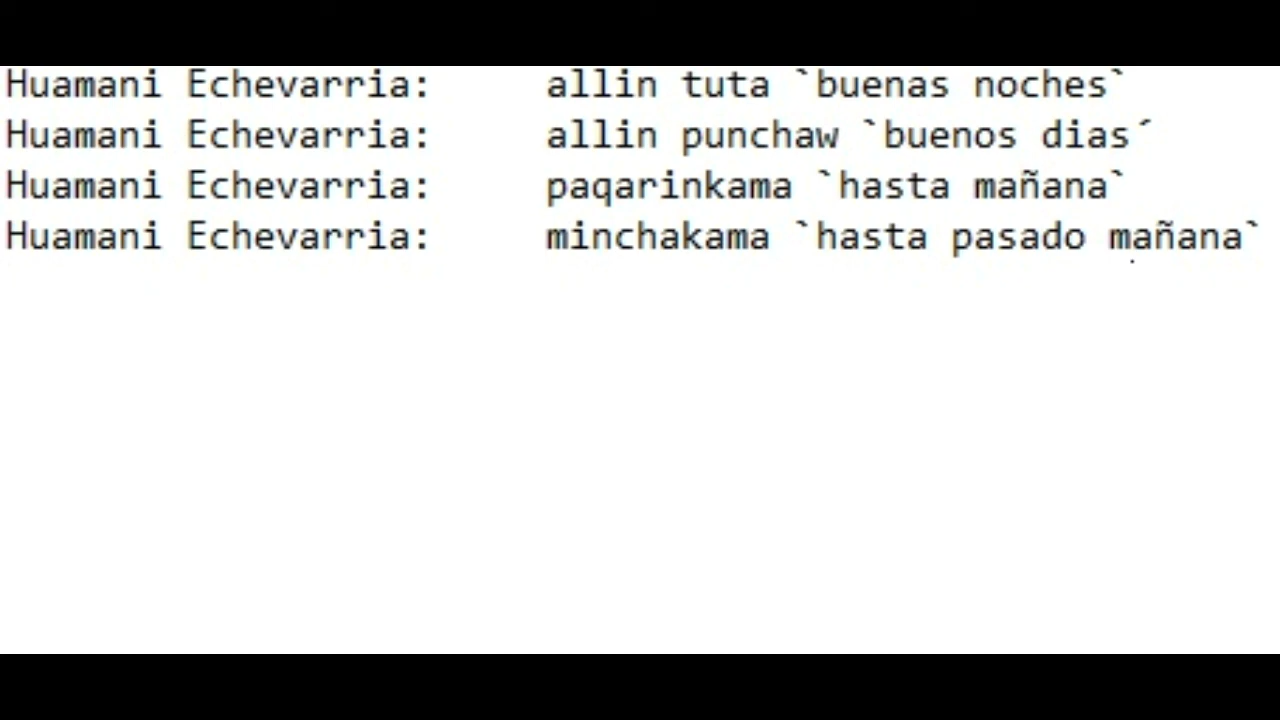 Huamani Echevarria: allin tuta `buenas noches`
Huamani Echevarria: allin punchaw `buenos dias´
Huamani Echevarria: paqarinkama `hasta mañana`
Huamani Echevarria: minchakama `hasta pasado mañana`